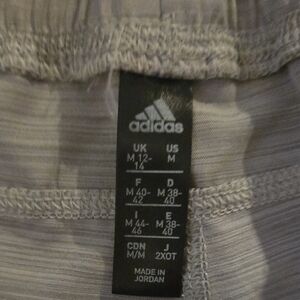 adidas
UK US
M 12- M
14
F D
M 40- M 38-
42 40
I E
M 44- M 38-
46 40
CDN J
M/M 2XOT
MADE IN
JORDAN